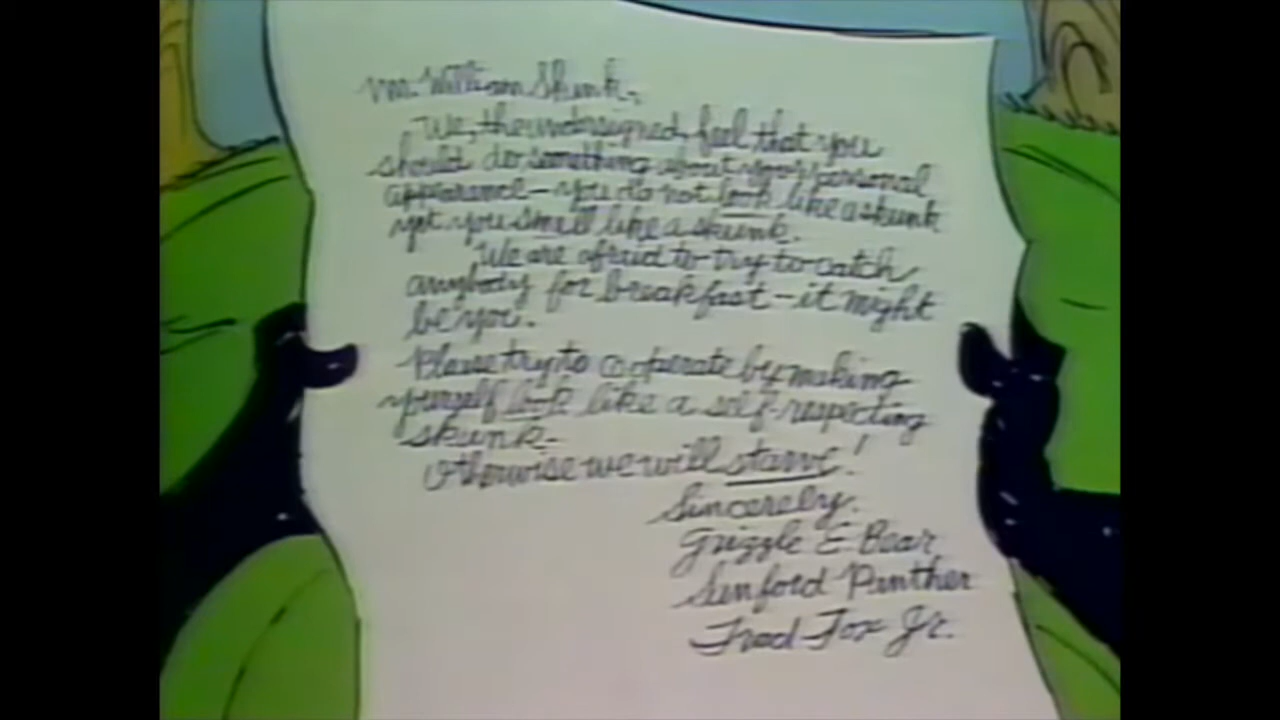 Mr. William Skunk,
We, the undersigned, feel that you
should do something about your personal
appearance - you do not look like a skunk
yet you smell like a skunk.
We are afraid to try to catch
anybody for breakfast - it might
be you.
Please try to cooperate by making
yourself look like a self-respecting
skunk-
Otherwise we will starve!
Sincerely,
Grizzle E Bear
Sanford Panther
Fred Fox Jr.